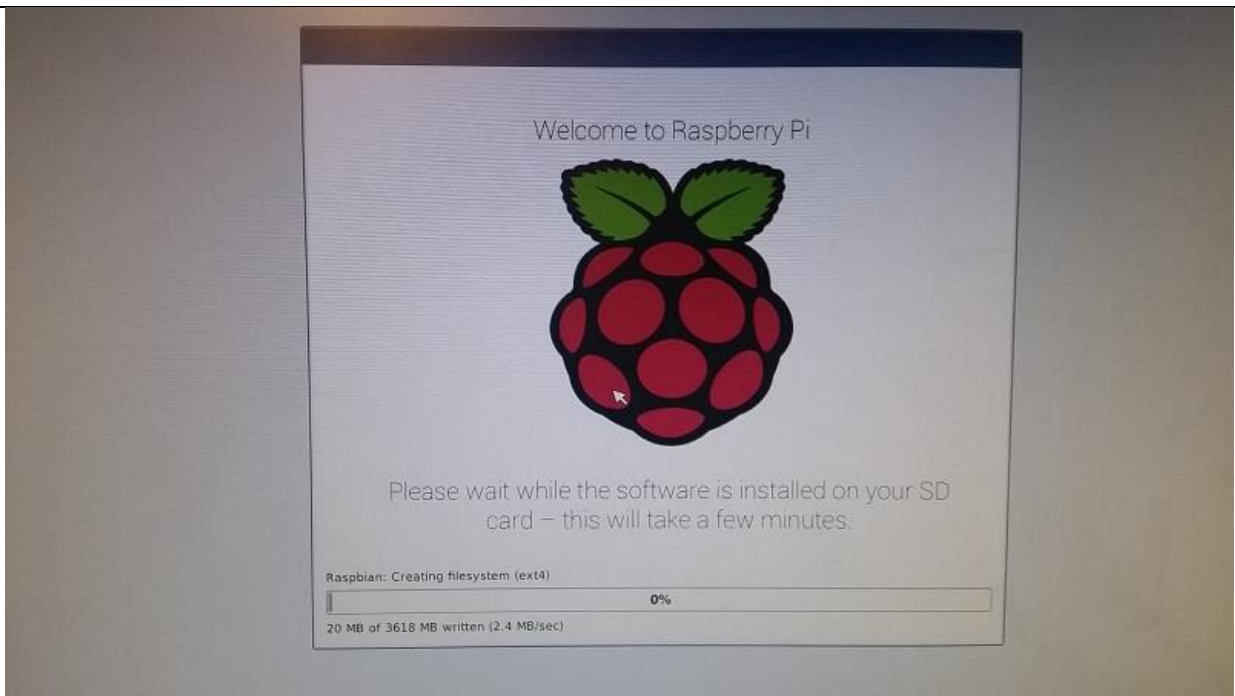 Welcome to Raspberry Pi
Please wait while the software is installed on your SD
card – this will take a few minutes.
Raspbian: Creating filesystem (ext4)
0%
20 MB of 3618 MB written (2.4 MB/sec)